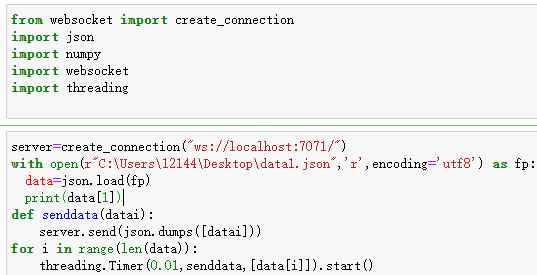 from websocket import create_connection
import json
import numpy
import websocket
import threading
server=create_connection("ws://localhost:7071/")
with open(r"C:\Users\12144\Desktop\data1.json",'r',encoding='utf8') as fp:
  data=json.load(fp)
  print(data[1])
def senddata(datai):
    server.send(json.dumps([datai]))
for i in range(len(data)):
    threading.Timer(0.01,senddata,[data[i]]).start()